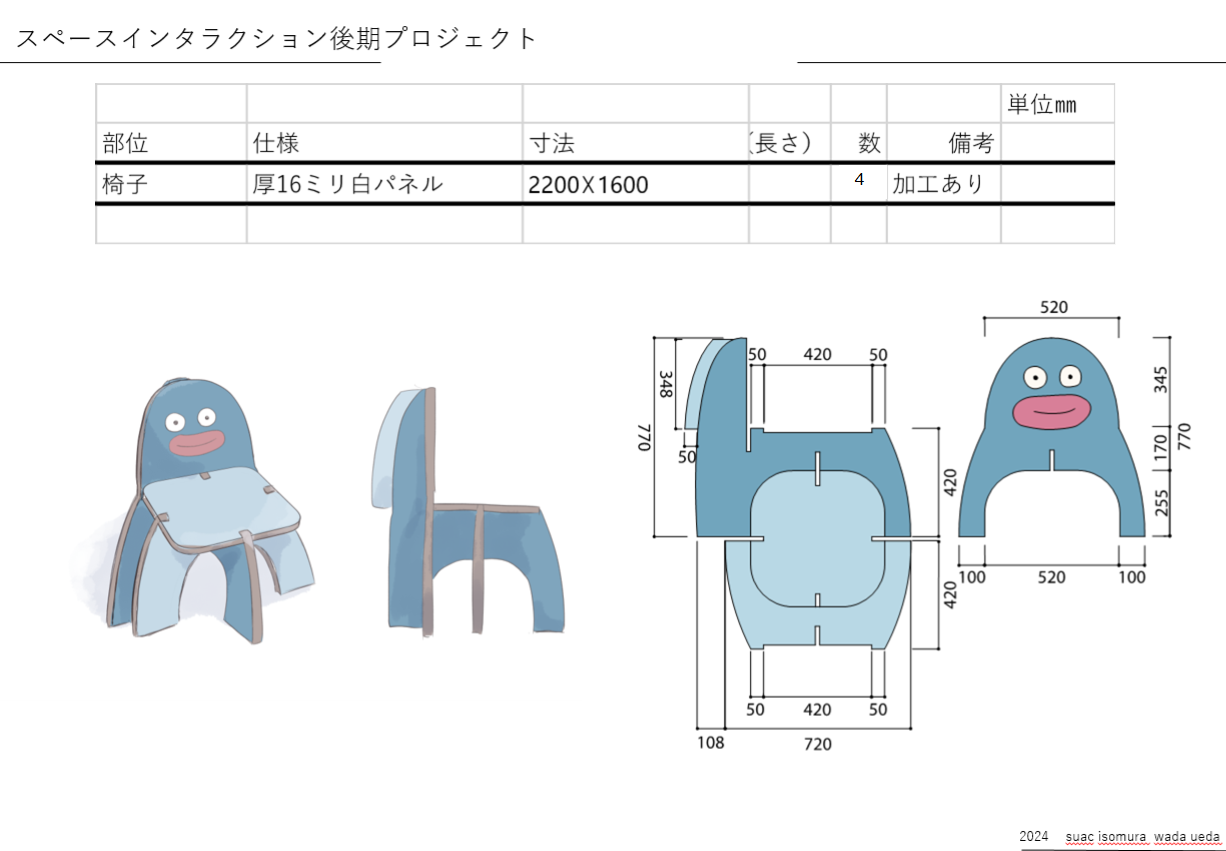 スペースインタラクション後期プロジェクト
単位㎜
部位 仕様 寸法 (長さ) 数 備考
椅子 厚16ミリ白パネル 2200X1600 4 加工あり
520
50 420 50
348
345
770
50
170
770
420
255
100 520 100
420
50 420 50
108 720
2024 suac isomura wada ueda